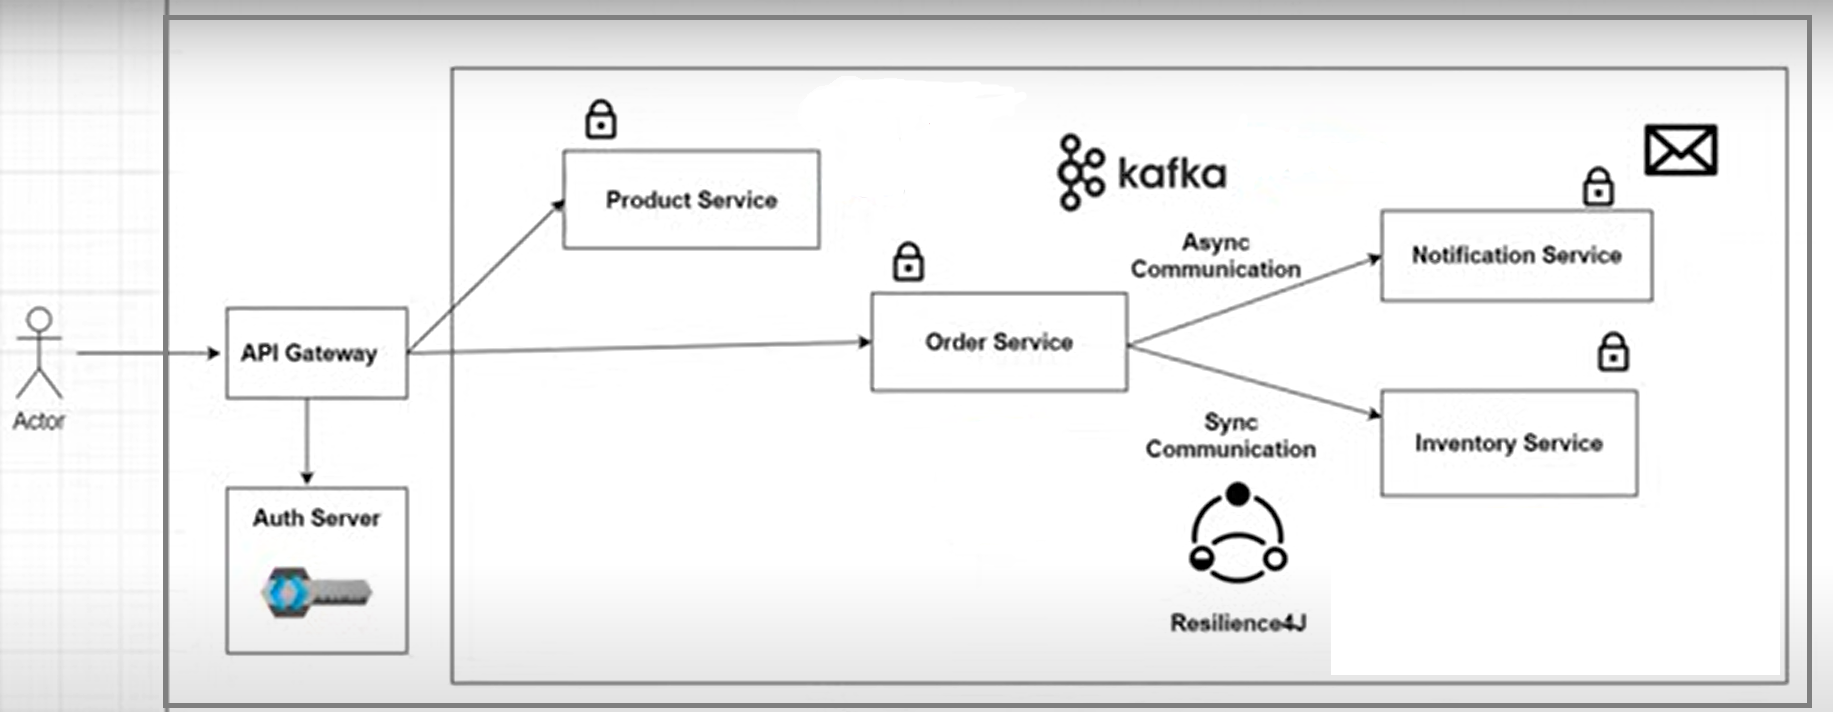 Product Service
kafka
Async
Communication
Notification Service
API Gateway
Order Service
Actor
Sync
Communication
Inventory Service
Auth Server
Resilience4J